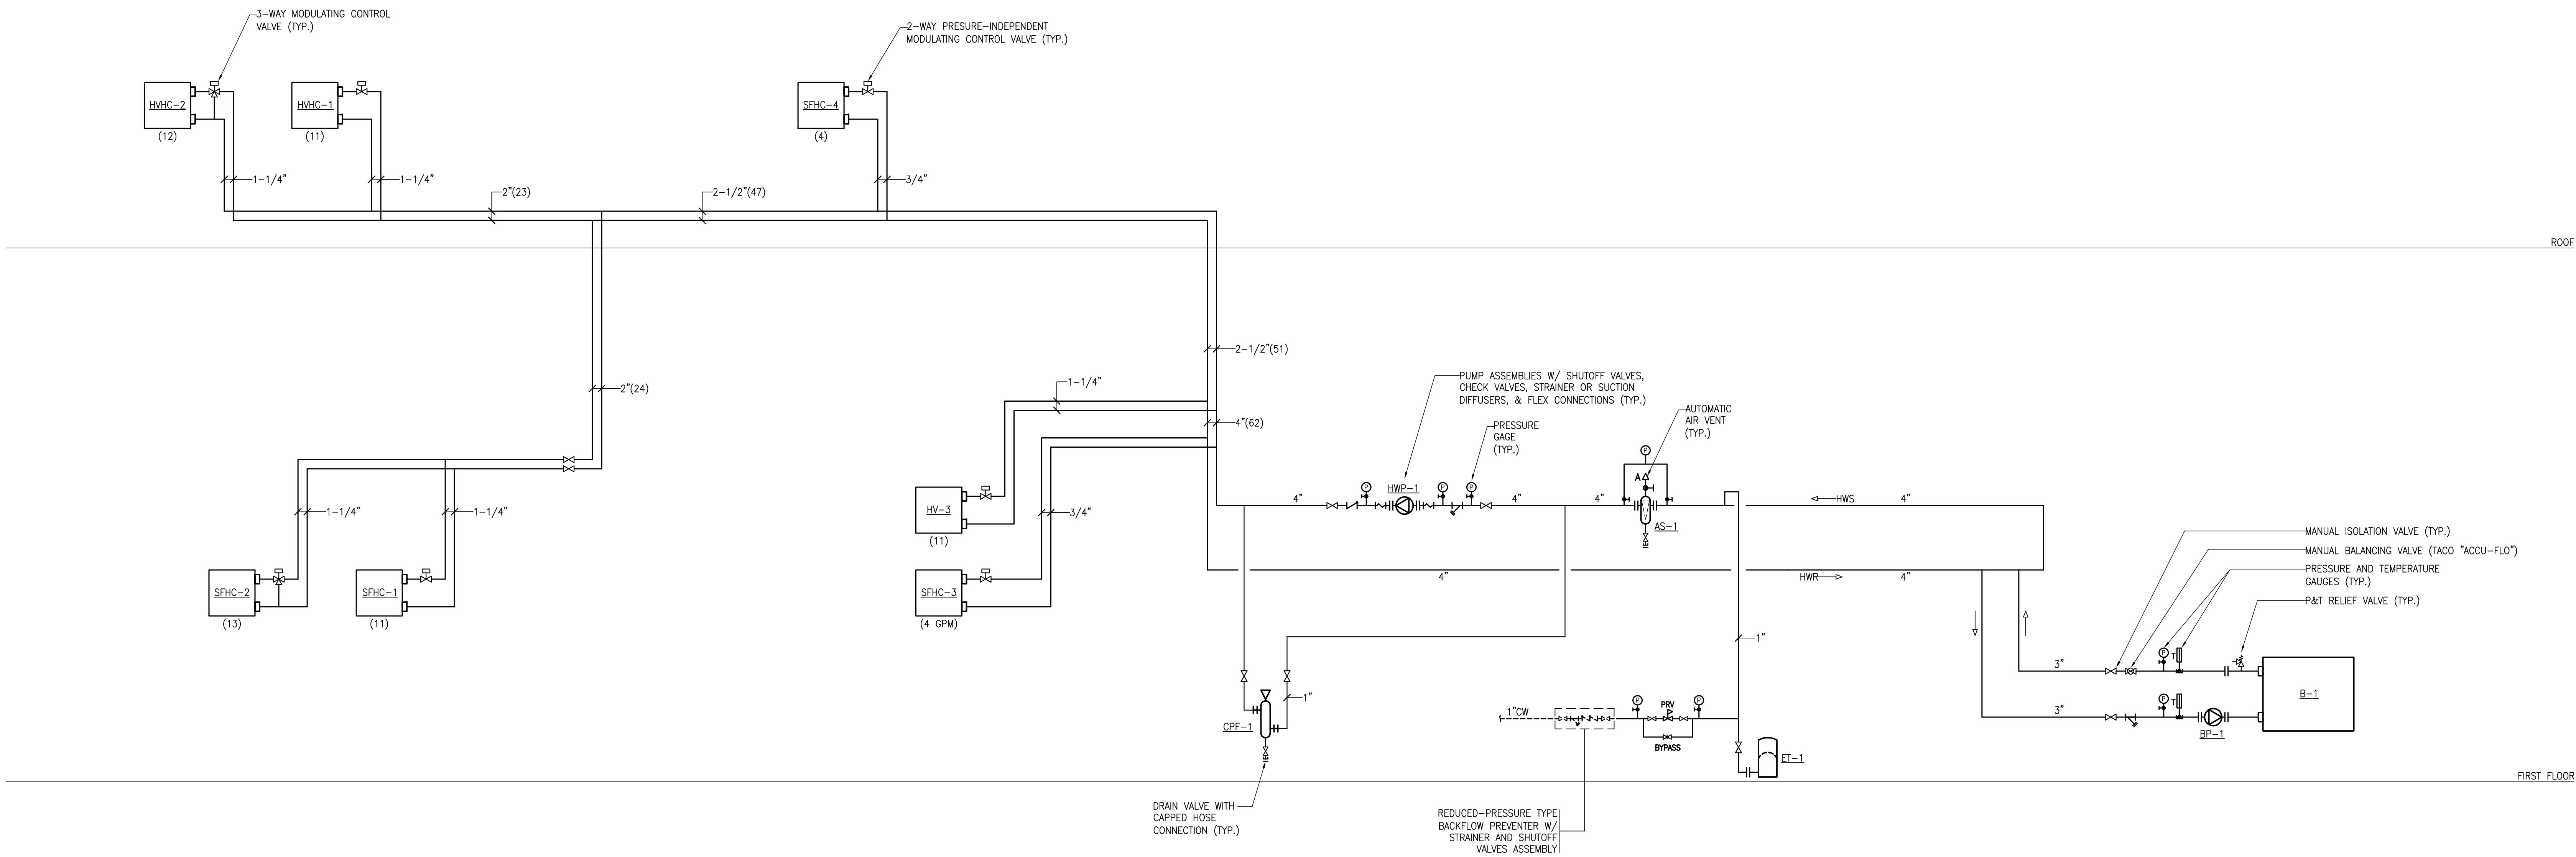 3-WAY MODULATING CONTROL
VALVE (TYP.)
2-WAY PRESURE-INDEPENDENT
MODULATING CONTROL VALVE (TYP.)
HVHC-2
(12)
HVHC-1
(11)
SFHC-4
(4)
1-1/4"
1-1/4"
3/4"
2"(23)
2-1/2"(47)
ROOF
2-1/2"(51)
2"(24)
1-1/4"
4"(62)
PUMP ASSEMBLIES W/ SHUTOFF VALVES,
CHECK VALVES, STRAINER OR SUCTION
DIFFUSERS, & FLEX CONNECTIONS (TYP.)
PRESSURE
GAGE
(TYP.)
AUTOMATIC
AIR VENT
(TYP.)
P
A
P
HWP-1
P
P
4"
4"
4"
HWS
4"
AS-1
1-1/4"
1-1/4"
HV-3
(11)
3/4"
SFHC-2
(13)
SFHC-1
(11)
SFHC-3
(4 GPM)
4"
HWR
4"
MANUAL ISOLATION VALVE (TYP.)
MANUAL BALANCING VALVE (TACO "ACCU-FLO")
PRESSURE AND TEMPERATURE
GAUGES (TYP.)
P&T RELIEF VALVE (TYP.)
1"
3"
P
T
B-1
3"
P
T
BP-1
1"
CPF-1
1"CW
P
PRV
P
BYPASS
ET-1
FIRST FLOOR
DRAIN VALVE WITH
CAPPED HOSE
CONNECTION (TYP.)
REDUCED-PRESSURE TYPE
BACKFLOW PREVENTER W/
STRAINER AND SHUTOFF
VALVES ASSEMBLY